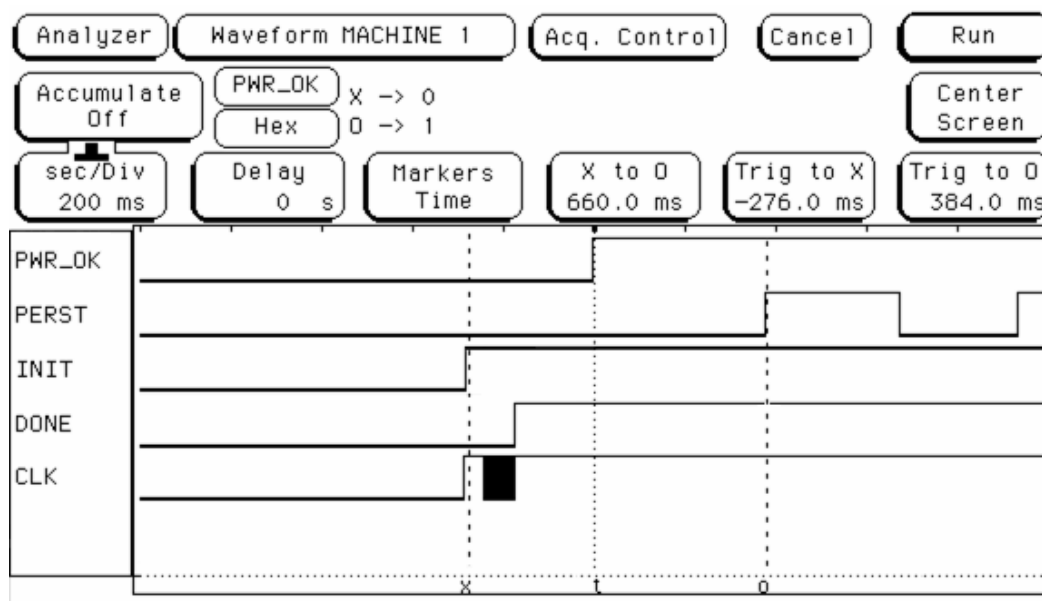 Analyzer
Waveform MACHINE 1
Acq. Control
Cancel
Run
Accumulate
Off
PWR_OK
X -> 0
Hex
O -> 1
Center
Screen
sec/Div
200 ms
Delay
0 s
Markers
Time
X to O
660.0 ms
Trig to X
-276.0 ms
Trig to O
384.0 ms
PWR_OK
PERST
INIT
DONE
CLK
X
t
O